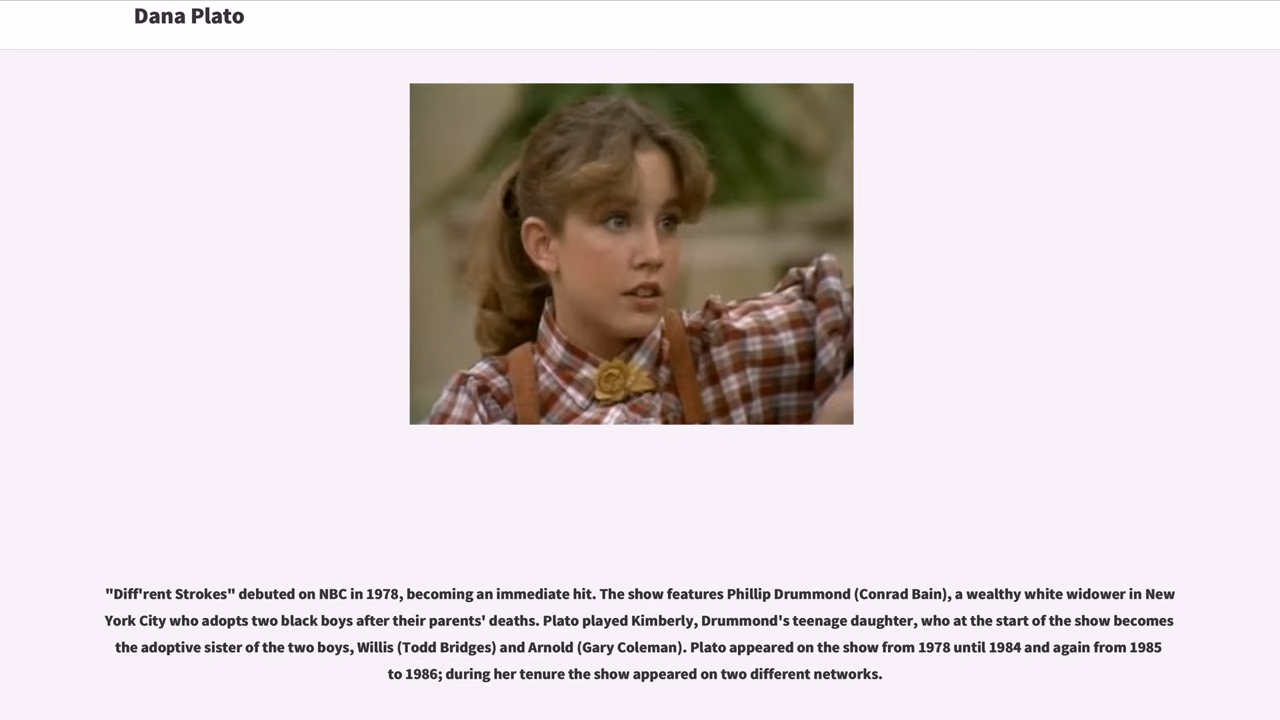 Dana Plato
"Diff'rent Strokes" debuted on NBC in 1978, becoming an immediate hit. The show features Phillip Drummond (Conrad Bain), a wealthy white widower in New
York City who adopts two black boys after their parents' deaths. Plato played Kimberly, Drummond's teenage daughter, who at the start of the show becomes
the adoptive sister of the two boys, Willis (Todd Bridges) and Arnold (Gary Coleman). Plato appeared on the show from 1978 until 1984 and again from 1985
to 1986; during her tenure the show appeared on two different networks.